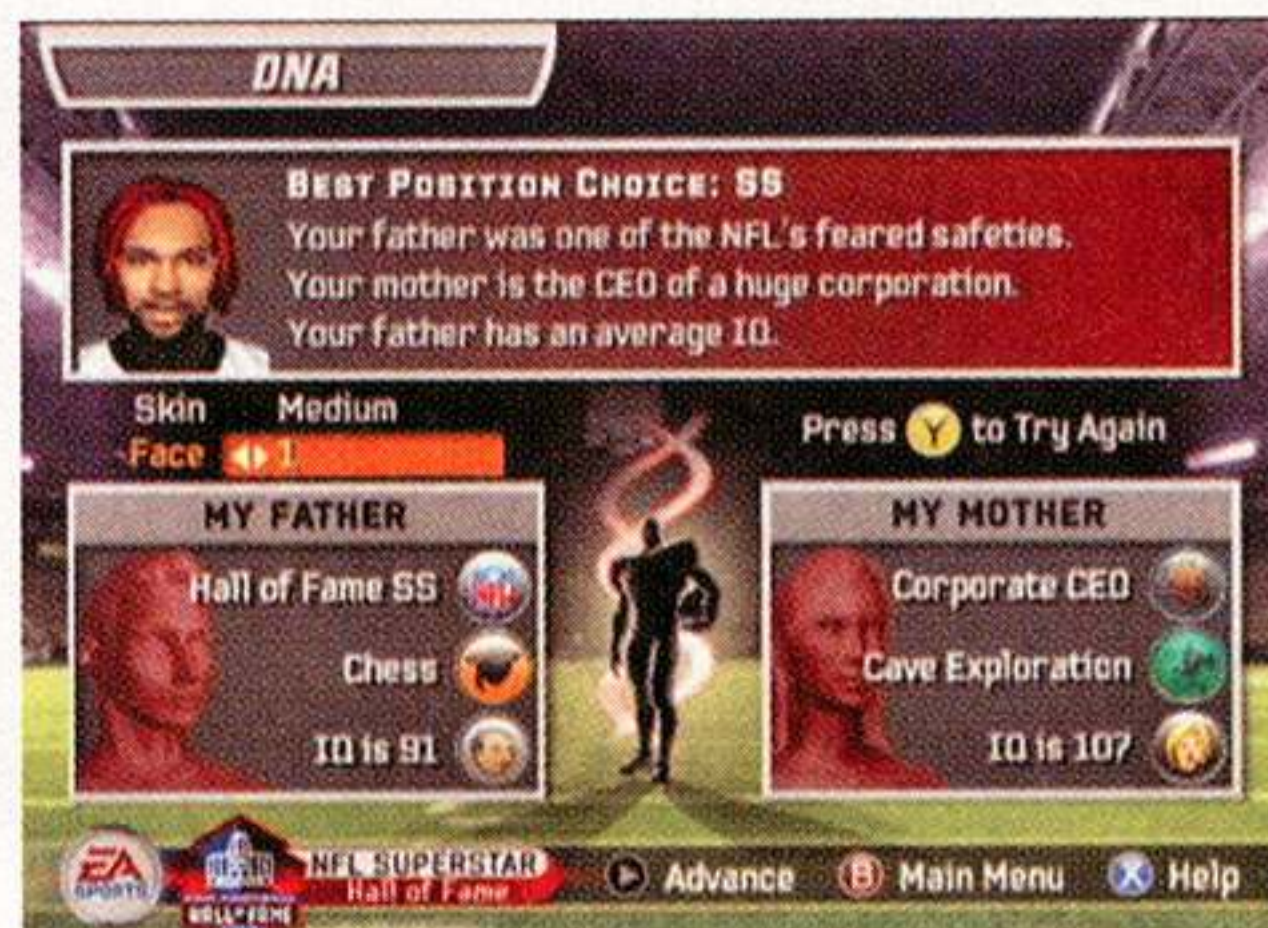 DNA
BEST POSITION CHOICE: SS
Your father was one of the NFL's feared safeties.
Your mother is the CEO of a huge corporation.
Your father has an average IQ.
Skin Medium
Face 1
Press Y to Try Again
MY FATHER
Hall of Fame SS
Chess
IQ is 91
MY MOTHER
Corporate CEO
Cave Exploration
IQ is 107
EA
SPORTS
HALL OF FAME
NFL SUPERSTAR
Hall of Fame
Advance
B Main Menu
X Help